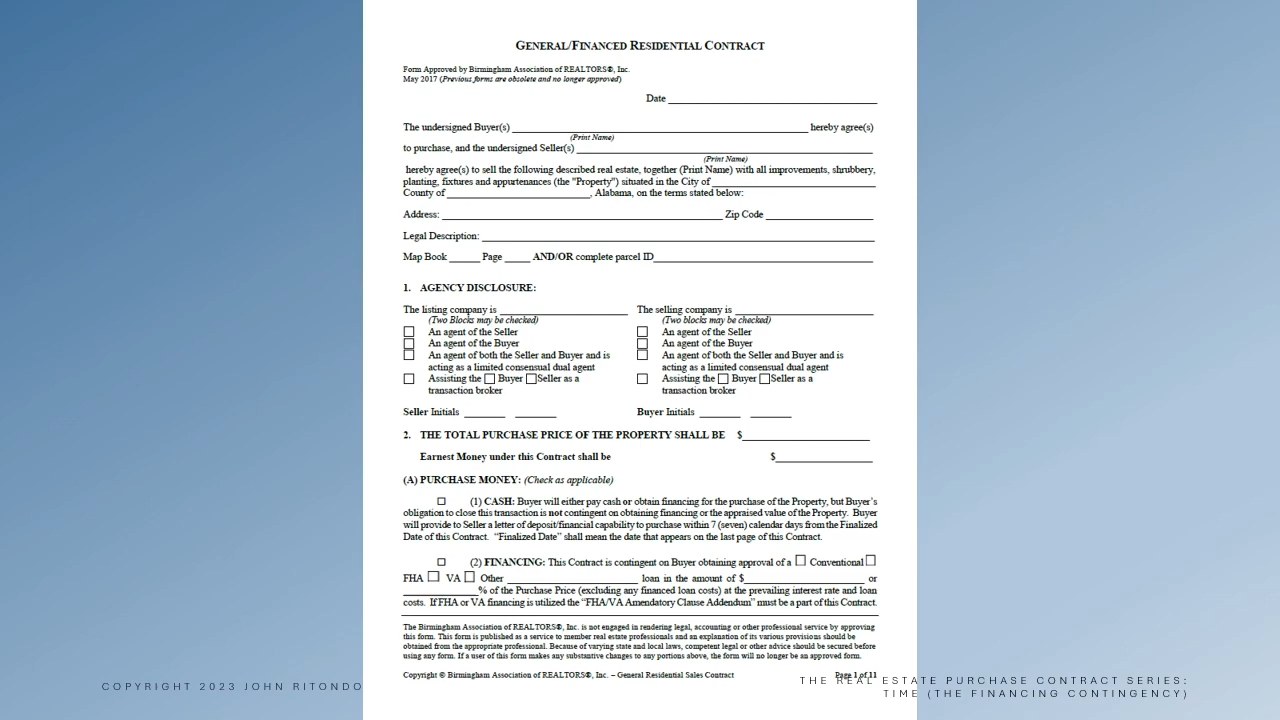 GENERAL/FINANCED RESIDENTIAL CONTRACT
Form Approved by Birmingham Association of REALTORS®, Inc.
May 2017 (Previous forms are obsolete and no longer approved)
Date ____________
The undersigned Buyer(s) ____________ hereby agree(s)
(Print Name)
to purchase, and the undersigned Seller(s) ____________
(Print Name)
hereby agree(s) to sell the following described real estate, together (Print Name) with all improvements, shrubbery,
planting, fixtures and appurtenances (the "Property") situated in the City of ____________
County of ____________, Alabama, on the terms stated below:
Address: ____________ Zip Code ____________
Legal Description: ____________
Map Book ______ Page _____ AND/OR complete parcel ID____________
1. AGENCY DISCLOSURE:
The listing company is ____________
(Two Blocks may be checked)
☐ An agent of the Seller
☐ An agent of the Buyer
☐ An agent of both the Seller and Buyer and is
acting as a limited consensual dual agent
☐ Assisting the ☐ Buyer ☐Seller as a
transaction broker
Seller Initials ________ ________
The selling company is ____________
(Two blocks may be checked)
☐ An agent of the Seller
☐ An agent of the Buyer
☐ An agent of both the Seller and Buyer and is
acting as a limited consensual dual agent
☐ Assisting the ☐ Buyer ☐Seller as a
transaction broker
Buyer Initials ________ ________
2. THE TOTAL PURCHASE PRICE OF THE PROPERTY SHALL BE $____________
Earnest Money under this Contract shall be $____________
(A) PURCHASE MONEY: (Check as applicable)
☐ (1) CASH: Buyer will either pay cash or obtain financing for the purchase of the Property, but Buyer's
obligation to close this transaction is not contingent on obtaining financing or the appraised value of the Property. Buyer
will provide to Seller a letter of deposit/financial capability to purchase within 7 (seven) calendar days from the Finalized
Date of this Contract. “Finalized Date” shall mean the date that appears on the last page of this Contract.
☐ (2) FINANCING: This Contract is contingent on Buyer obtaining approval of a ☐ Conventional ☐
FHA ☐ VA ☐ Other ____________ loan in the amount of $____________ or
____________% of the Purchase Price (excluding any financed loan costs) at the prevailing interest rate and loan
costs. If FHA or VA financing is utilized the “FHA/VA Amendatory Clause Addendum” must be a part of this Contract.
The Birmingham Association of REALTORS®, Inc. is not engaged in rendering legal, accounting or other professional service by approving
this form. This form is published as a service to member real estate professionals and an explanation of its various provisions should be
obtained from the appropriate professional. Because of varying state and local laws, competent legal or other advice should be secured before
using any form. If a user of this form makes any substantive changes to any portions above, the form will no longer be an approved form.
Copyright © Birmingham Association of REALTORS®, Inc. – General Residential Sales Contract Page 1 of 11
COPYRIGHT 2023 JOHN RITONDO
THE REAL ESTATE PURCHASE CONTRACT SERIES:
TIME (THE FINANCING CONTINGENCY)